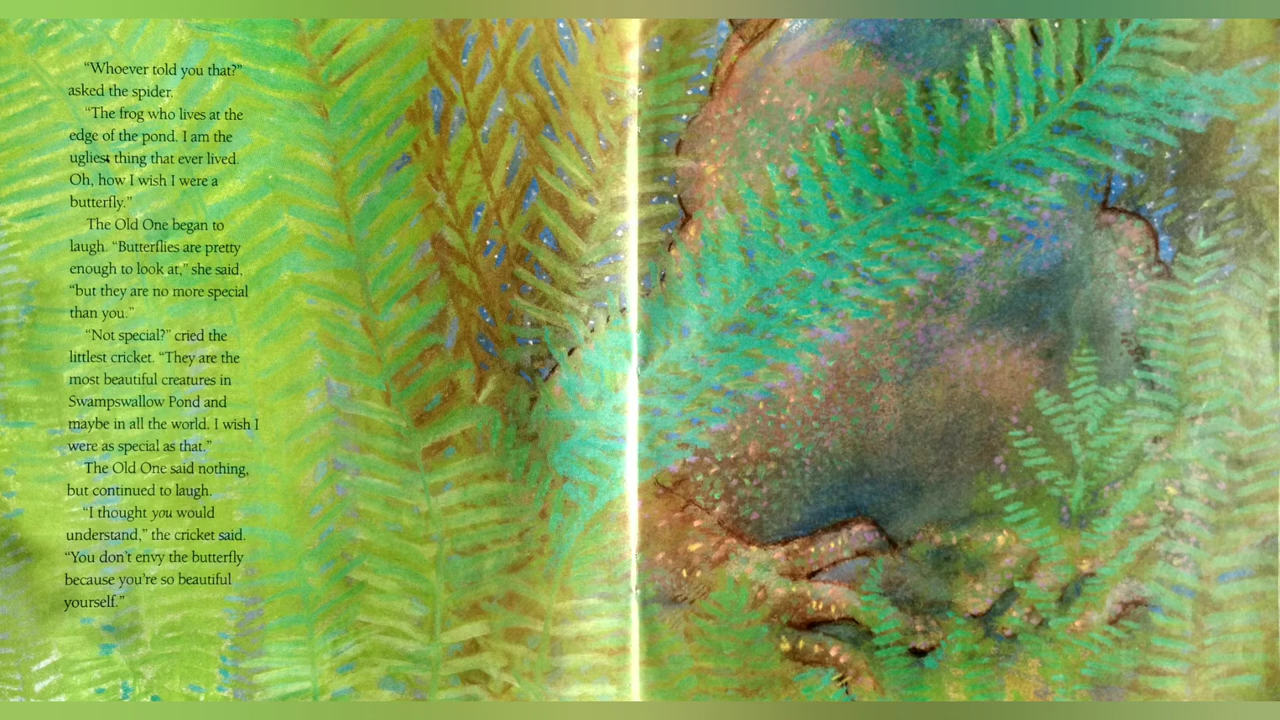 “Whoever told you that?”
asked the spider.
“The frog who lives at the
edge of the pond. I am the
ugliest thing that ever lived.
Oh, how I wish I were a
butterfly.”
The Old One began to
laugh. “Butterflies are pretty
enough to look at,” she said,
“but they are no more special
than you.”
“Not special?” cried the
littlest cricket. “They are the
most beautiful creatures in
Swampswallow Pond and
maybe in all the world. I wish I
were as special as that.”
The Old One said nothing,
but continued to laugh.
“I thought you would
understand,” the cricket said.
“You don’t envy the butterfly
because you’re so beautiful
yourself.”